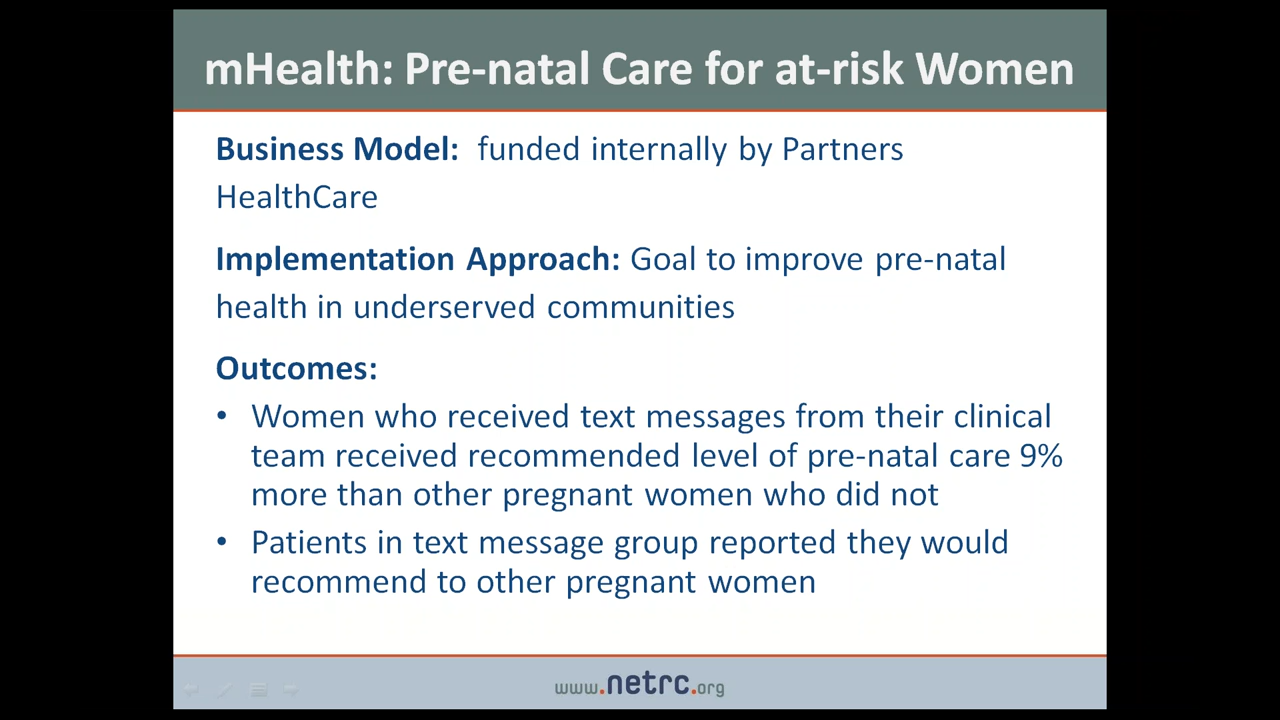 mHealth: Pre-natal Care for at-risk Women
Business Model: funded internally by Partners
HealthCare
Implementation Approach: Goal to improve pre-natal
health in underserved communities
Outcomes:
• Women who received text messages from their clinical
team received recommended level of pre-natal care 9%
more than other pregnant women who did not
• Patients in text message group reported they would
recommend to other pregnant women
www.netrc.org